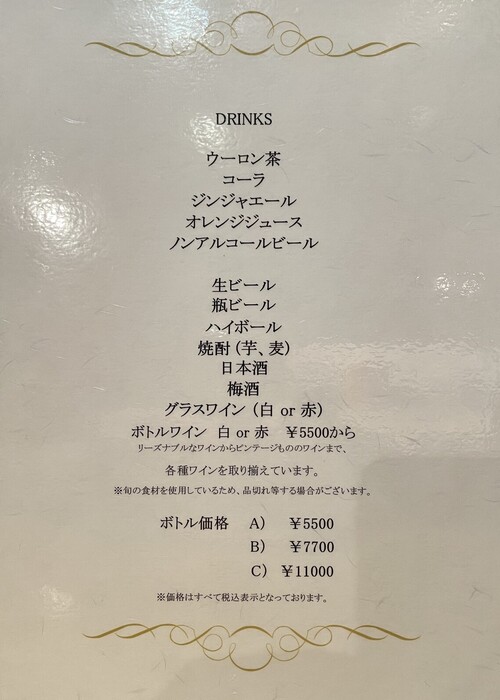 DRINKS
ウーロン茶
コーラ
ジンジャエール
オレンジジュース
ノンアルコールビール
生ビール
瓶ビール
ハイボール
焼酎（芋、麦）
日本酒
梅酒
グラスワイン（白 or 赤）
ボトルワイン 白 or 赤 ￥5500から
リーズナブルなワインからビンテージもののワインまで、
各種ワインを取り揃えています。
※旬の食材を使用しているため、品切れ等する場合がございます。
ボトル価格 A） ￥5500
B） ￥7700
C） ￥11000
※価格はすべて税込表示となっております。